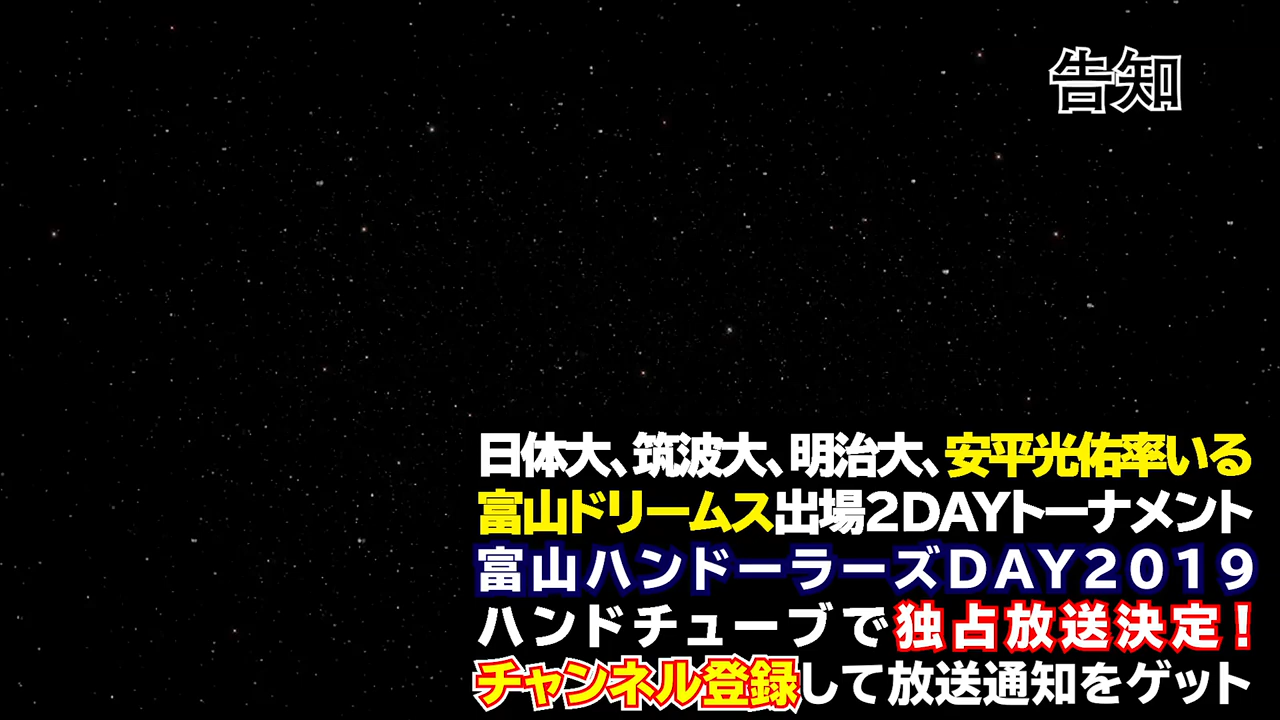 告知
日体大、筑波大、明治大、安平光佑率いる
富山ドリームス出場2DAYトーナメント
富山ハンドーラーズDAY2019
ハンドチューブで独占放送決定！
チャンネル登録して放送通知をゲット